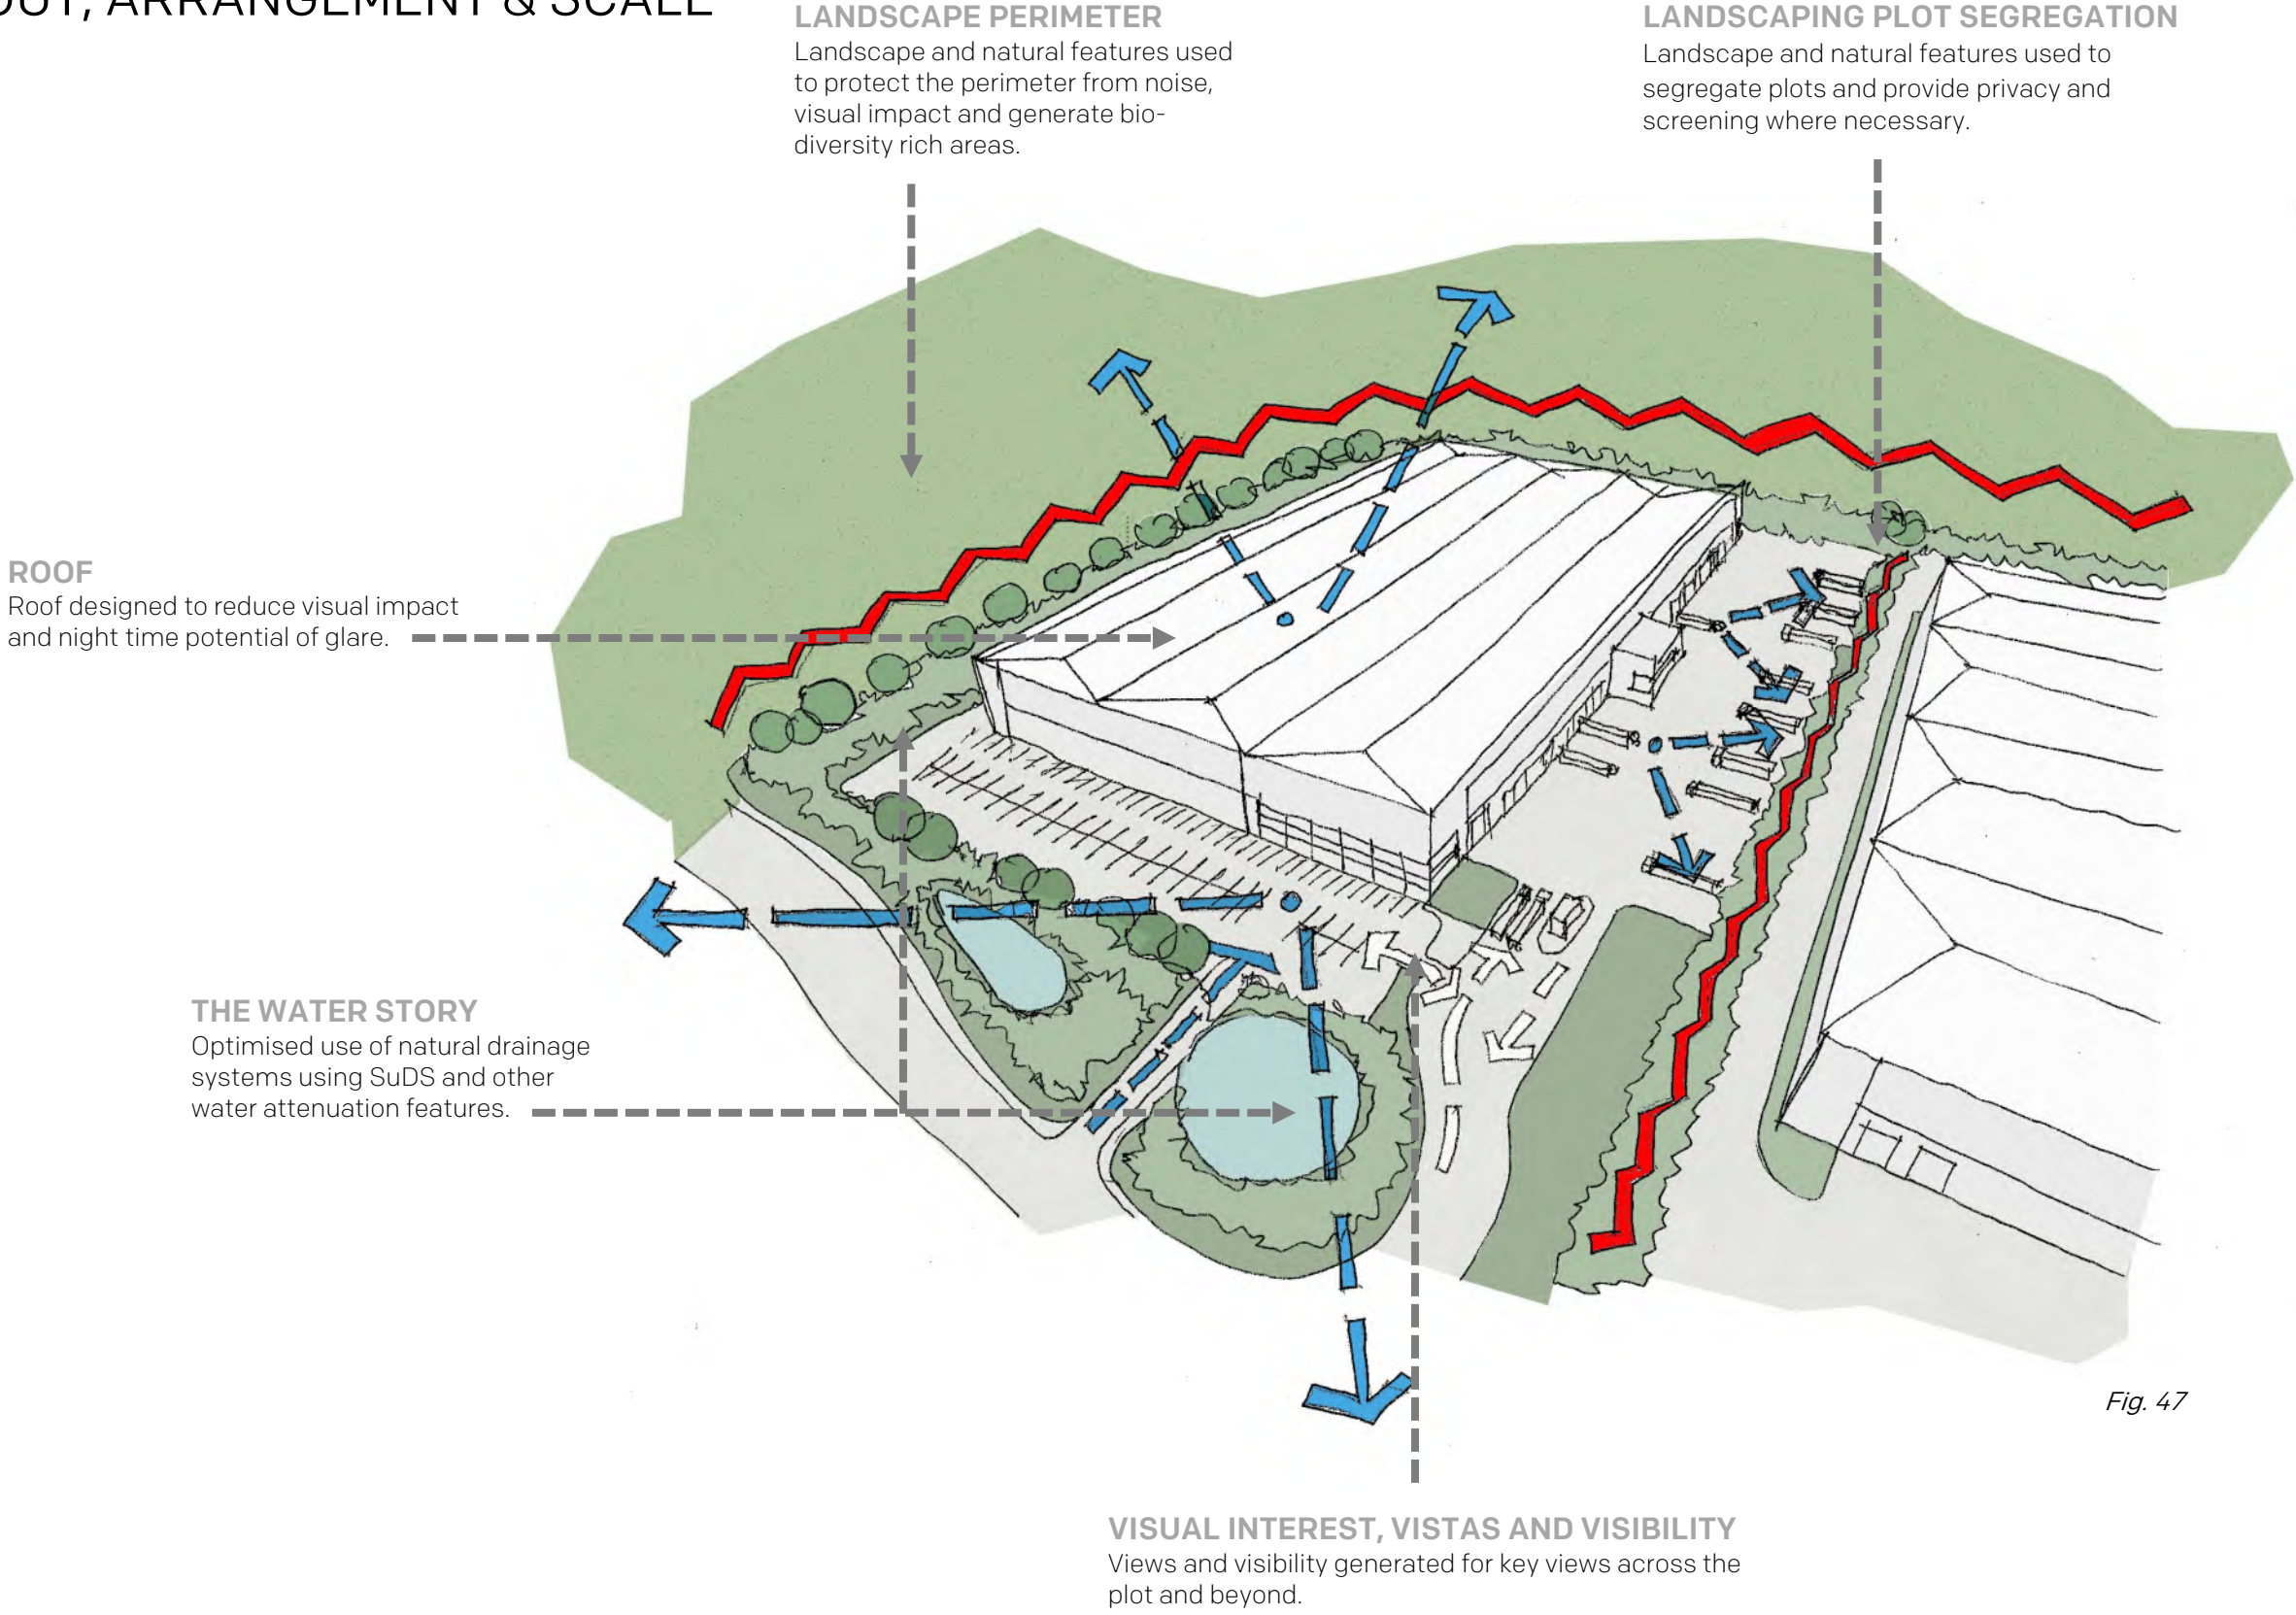 OUT, ARRANGEMENT & SCALE
LANDSCAPE PERIMETER
Landscape and natural features used
to protect the perimeter from noise,
visual impact and generate bio-
diversity rich areas.
LANDSCAPING PLOT SEGREGATION
Landscape and natural features used to
segregate plots and provide privacy and
screening where necessary.
ROOF
Roof designed to reduce visual impact
and night time potential of glare.
THE WATER STORY
Optimised use of natural drainage
systems using SuDS and other
water attenuation features.
Fig. 47
VISUAL INTEREST, VISTAS AND VISIBILITY
Views and visibility generated for key views across the
plot and beyond.